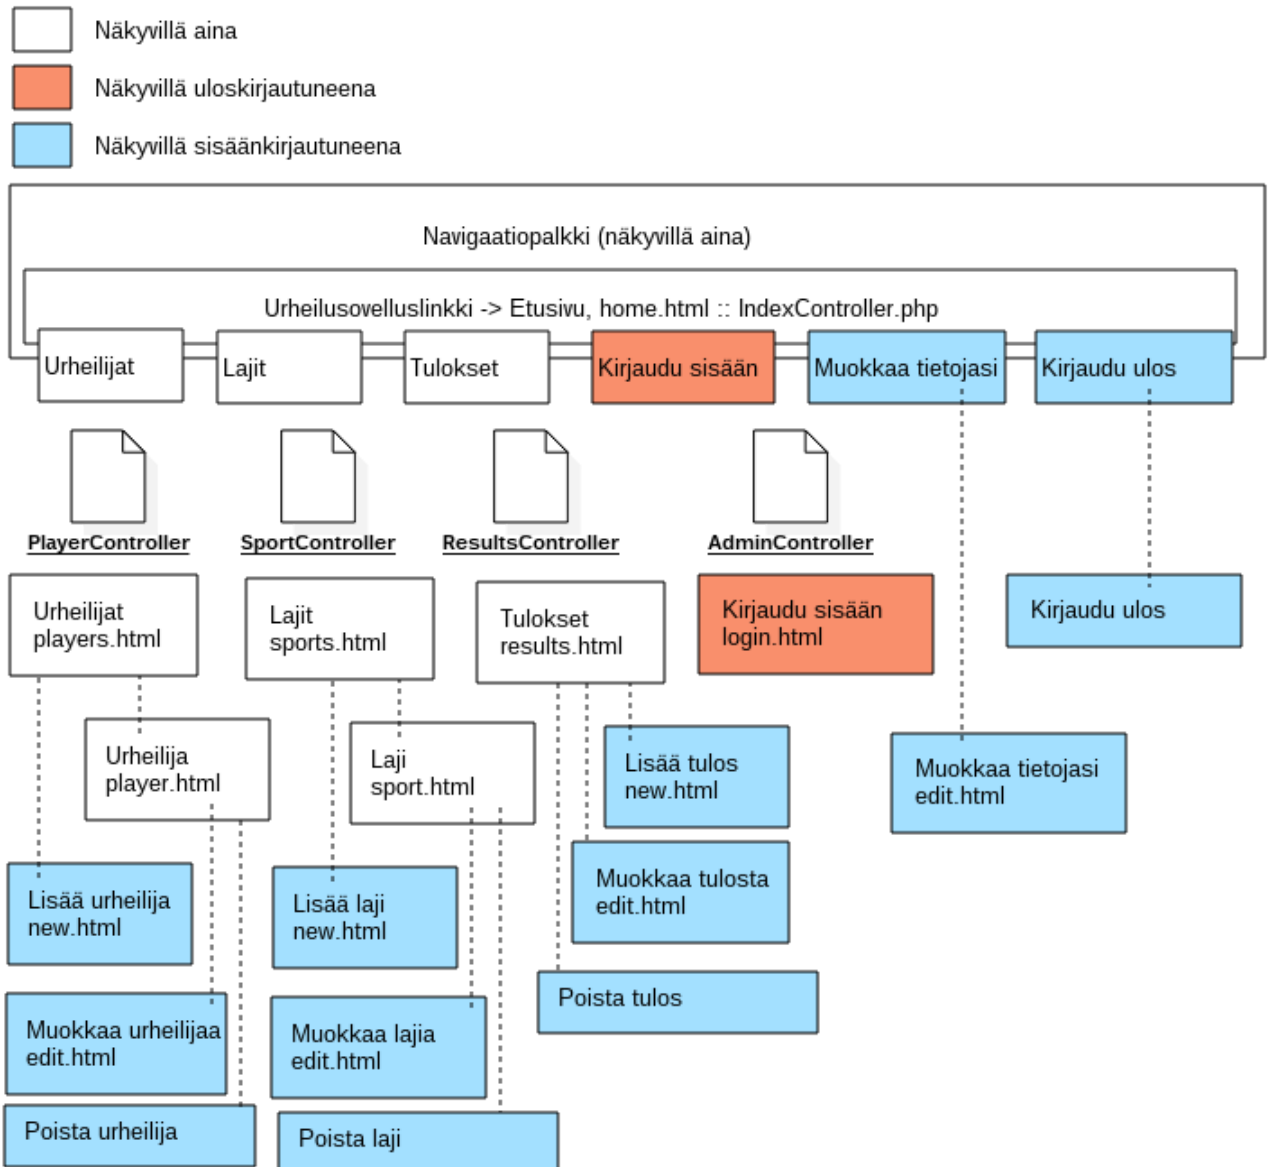 Näkyvillä aina
Näkyvillä uloskirjautuneena
Näkyvillä sisäänkirjautuneena
Navigaatiopalkki (näkyvillä aina)
Urheilusovelluslinkki -> Etusivu, home.html :: IndexController.php
Urheilijat
Lajit
Tulokset
Kirjaudu sisään
Muokkaa tietojasi
Kirjaudu ulos
PlayerController
SportController
ResultsController
AdminController
Urheilijat
players.html
Lajit
sports.html
Tulokset
results.html
Kirjaudu sisään
login.html
Kirjaudu ulos
Urheilija
player.html
Laji
sport.html
Lisää tulos
new.html
Muokkaa tietojasi
edit.html
Lisää urheilija
new.html
Lisää laji
new.html
Muokkaa tulosta
edit.html
Poista tulos
Muokkaa urheilijaa
edit.html
Muokkaa lajia
edit.html
Poista urheilija
Poista laji